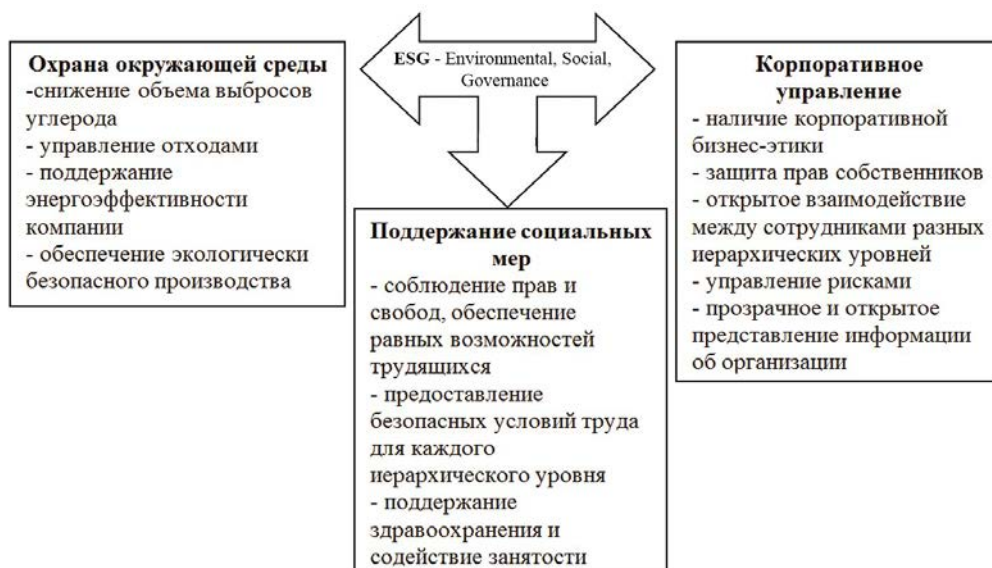 ESG - Environmental, Social,
Governance
Охрана окружающей среды
-снижение объема выбросов
углерода
- управление отходами
- поддержание
энергоэффективности
компании
- обеспечение экологически
безопасного производства
Поддержание социальных
мер
- соблюдение прав и
свобод, обеспечение
равных возможностей
трудящихся
- предоставление
безопасных условий труда
для каждого
иерархического уровня
- поддержание
здравоохранения и
содействие занятости
Корпоративное
управление
- наличие корпоративной
бизнес-этики
- защита прав собственников
- открытое взаимодействие
между сотрудниками разных
иерархических уровней
- управление рисками
- прозрачное и открытое
представление информации
об организации